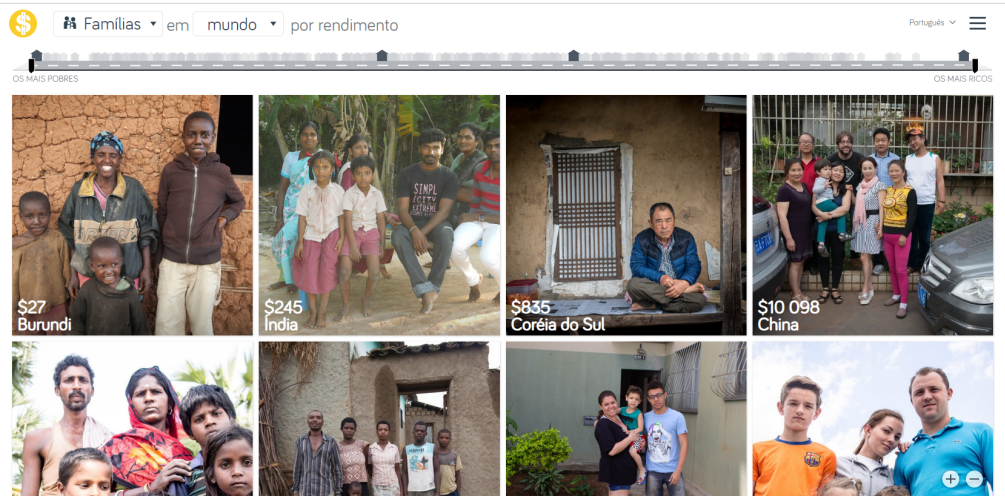 $ Famílias em mundo por rendimento Português
OS MAIS POBRES OS MAIS RICOS
SIMPL
$27
Burundi
$245
Índia
$835
Coréia do Sul
$10 098
China